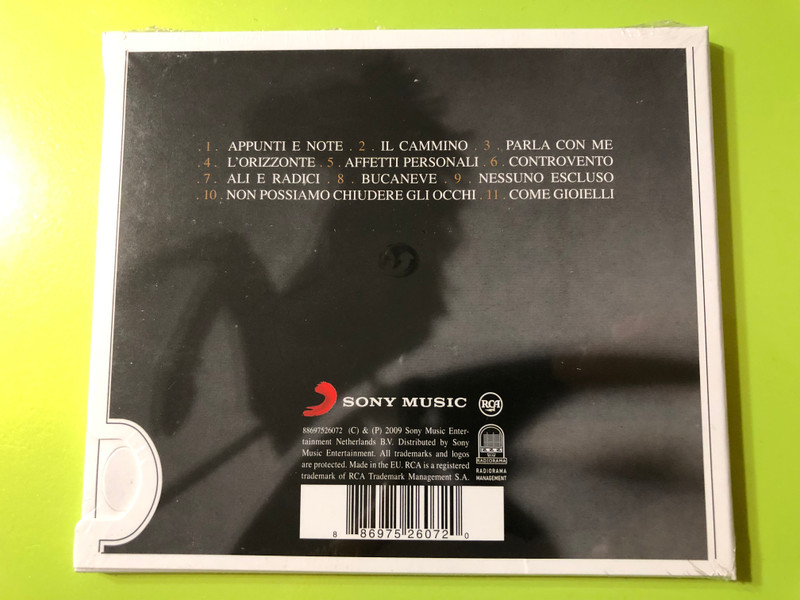 . 1 . APPUNTI E NOTE . 2 . IL CAMMINO . 3 . PARLA CON ME
. 4 . L'ORIZZONTE . 5 . AFFETTI PERSONALI . 6 . CONTROVENTO
. 7 . ALI E RADICI . 8 . BUCANEVE . 9 . NESSUNO ESCLUSO
. 10 . NON POSSIAMO CHIUDERE GLI OCCHI . 11 . COME GIOIELLI
SONY MUSIC
RCA
88697526072 (C) & (P) 2009 Sony Music Enter-
tainment Netherlands B.V. Distributed by Sony
Music Entertainment. All trademarks and logos
are protected. Made in the EU. RCA is a registered
trademark of RCA Trademark Management S.A.
RADIORAMA
RADIORAMA
MANAGEMENT
8 86975 26072 0